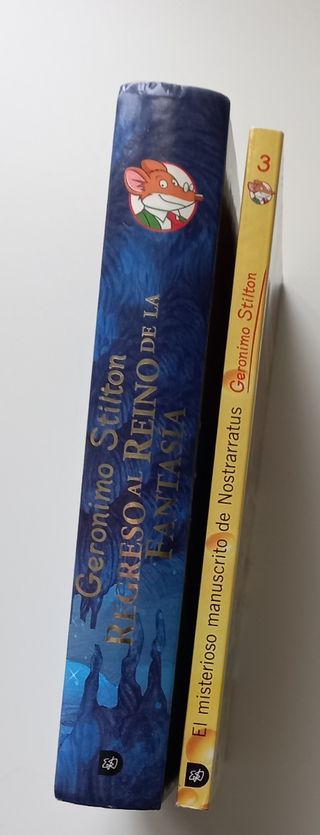 Geronimo Stilton
REGRESO AL REINO DE LA
FANTASÍA
3
El misterioso manuscrito de Nostrarratus Geronimo Stilton